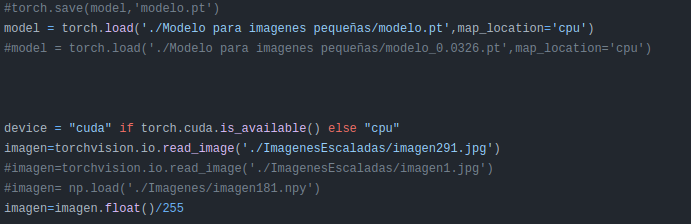 #torch.save(model,'modelo.pt')
model = torch.load('./Modelo para imagenes pequeñas/modelo.pt',map_location='cpu')
#model = torch.load('./Modelo para imagenes pequeñas/modelo_0.0326.pt',map_location='cpu')
device = "cuda" if torch.cuda.is_available() else "cpu"
imagen=torchvision.io.read_image('./ImagenesEscaladas/imagen291.jpg')
#imagen=torchvision.io.read_image('./ImagenesEscaladas/imagen1.jpg')
#imagen= np.load('./Imagenes/imagen181.npy')
imagen=imagen.float()/255